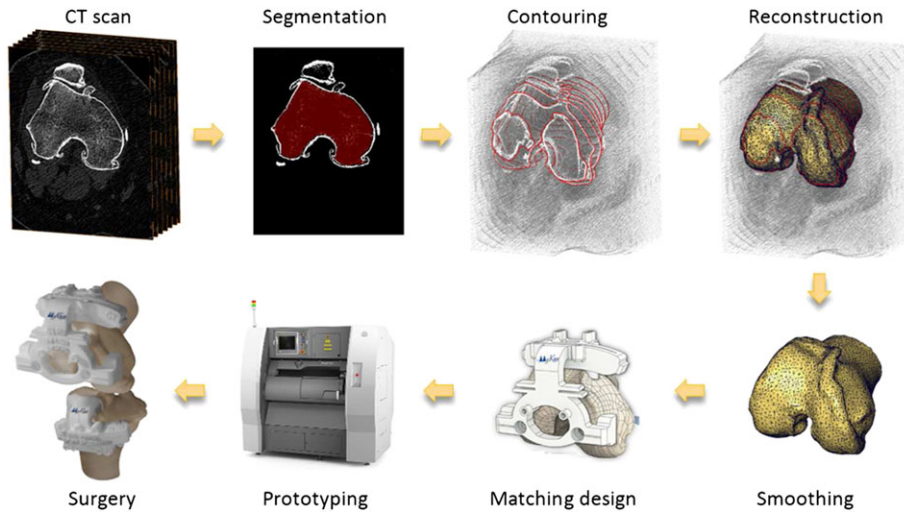 CT scan
Segmentation
Contouring
Reconstruction
Surgery
Prototyping
Matching design
Smoothing